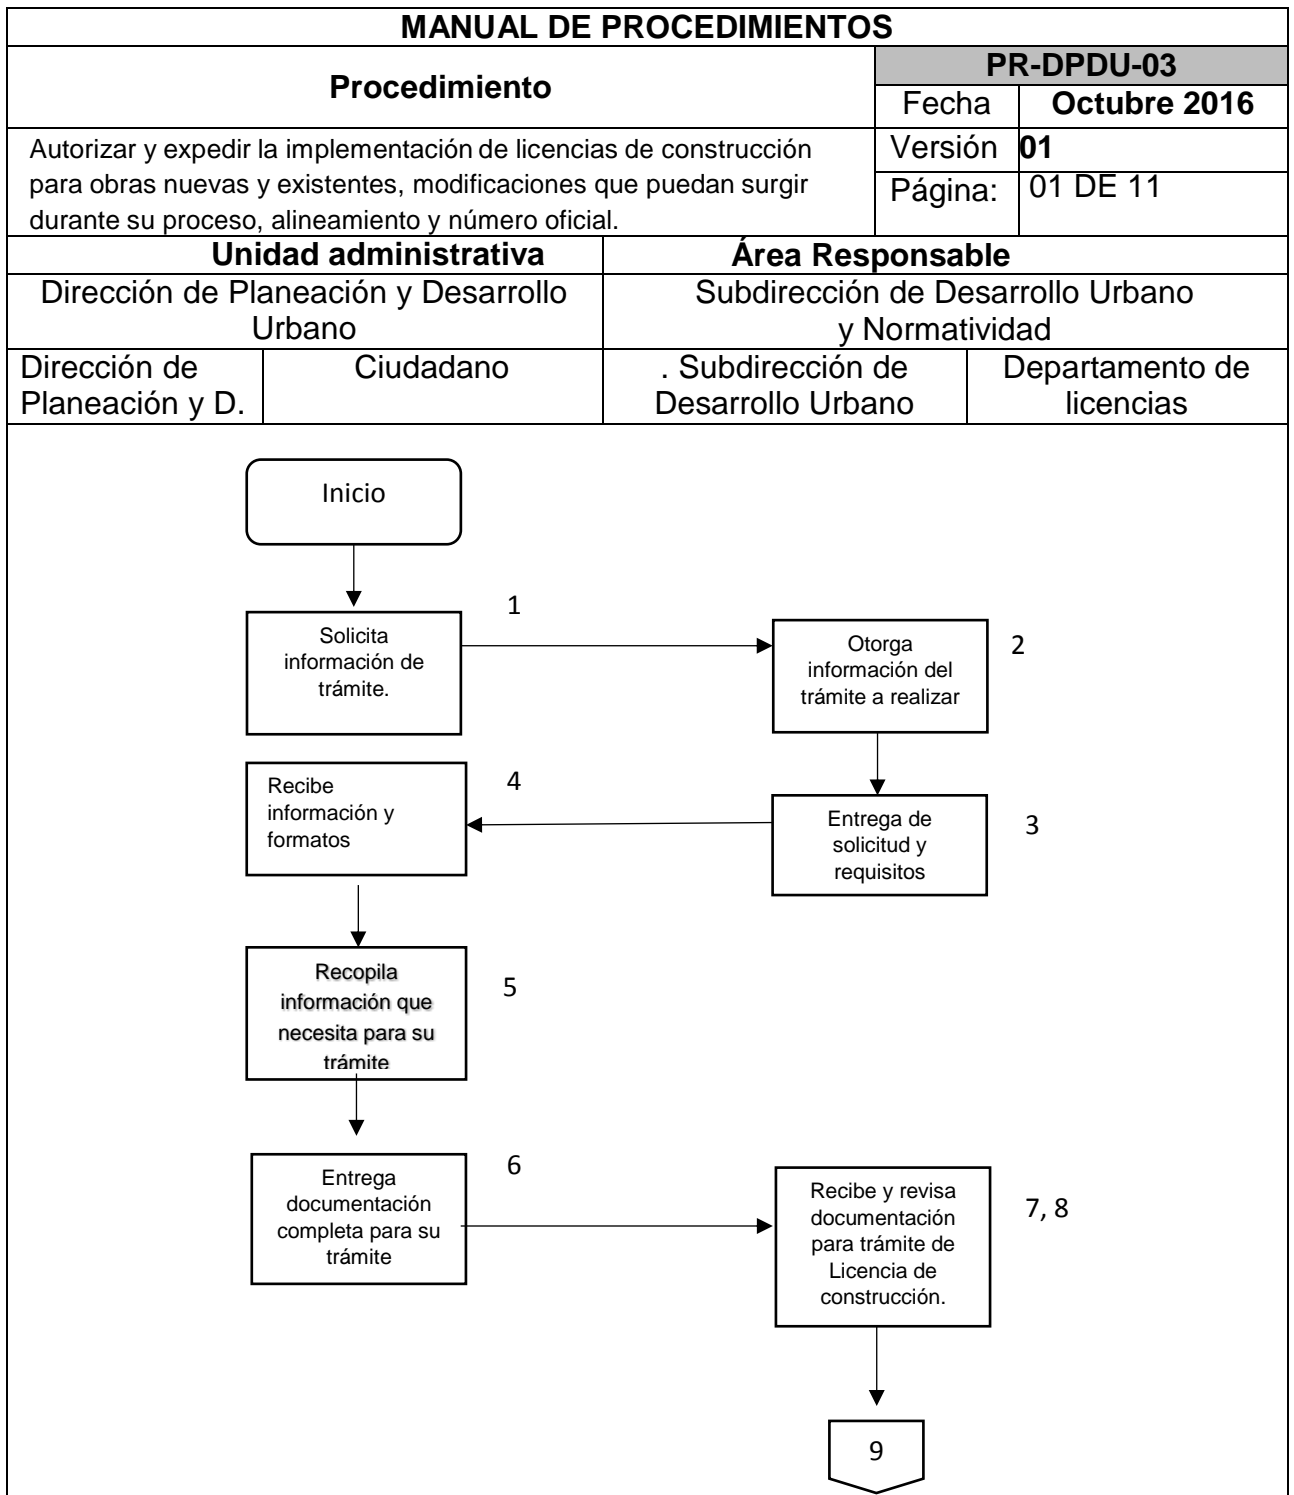 MANUAL DE PROCEDIMIENTOS
Procedimiento
PR-DPDU-03
Fecha
Octubre 2016
Autorizar y expedir la implementación de licencias de construcción
para obras nuevas y existentes, modificaciones que puedan surgir
durante su proceso, alineamiento y número oficial.
Versión
01
Página:
01 DE 11
Unidad administrativa
Área Responsable
Dirección de Planeación y Desarrollo
Urbano
Subdirección de Desarrollo Urbano
y Normatividad
Dirección de
Planeación y D.
Ciudadano
. Subdirección de
Desarrollo Urbano
Departamento de
licencias
Inicio
1
Solicita
información de
trámite.
Otorga
información del
trámite a realizar
2
Entrega de
solicitud y
requisitos
3
Recibe
información y
formatos
4
Recopila
información que
necesita para su
trámite
5
Entrega
documentación
completa para su
trámite
6
Recibe y revisa
documentación
para trámite de
Licencia de
construcción.
7, 8
9